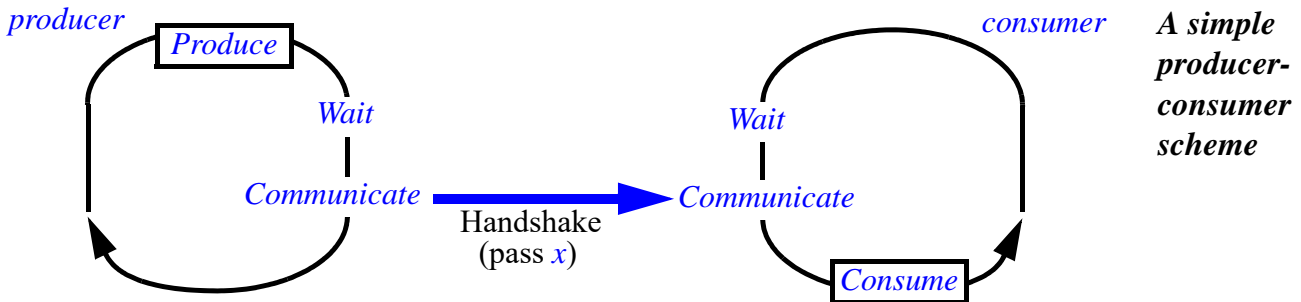 producer
Produce
Wait
Communicate
Handshake
(pass x)
consumer
Wait
Communicate
Consume
A simple
producer-
consumer
scheme